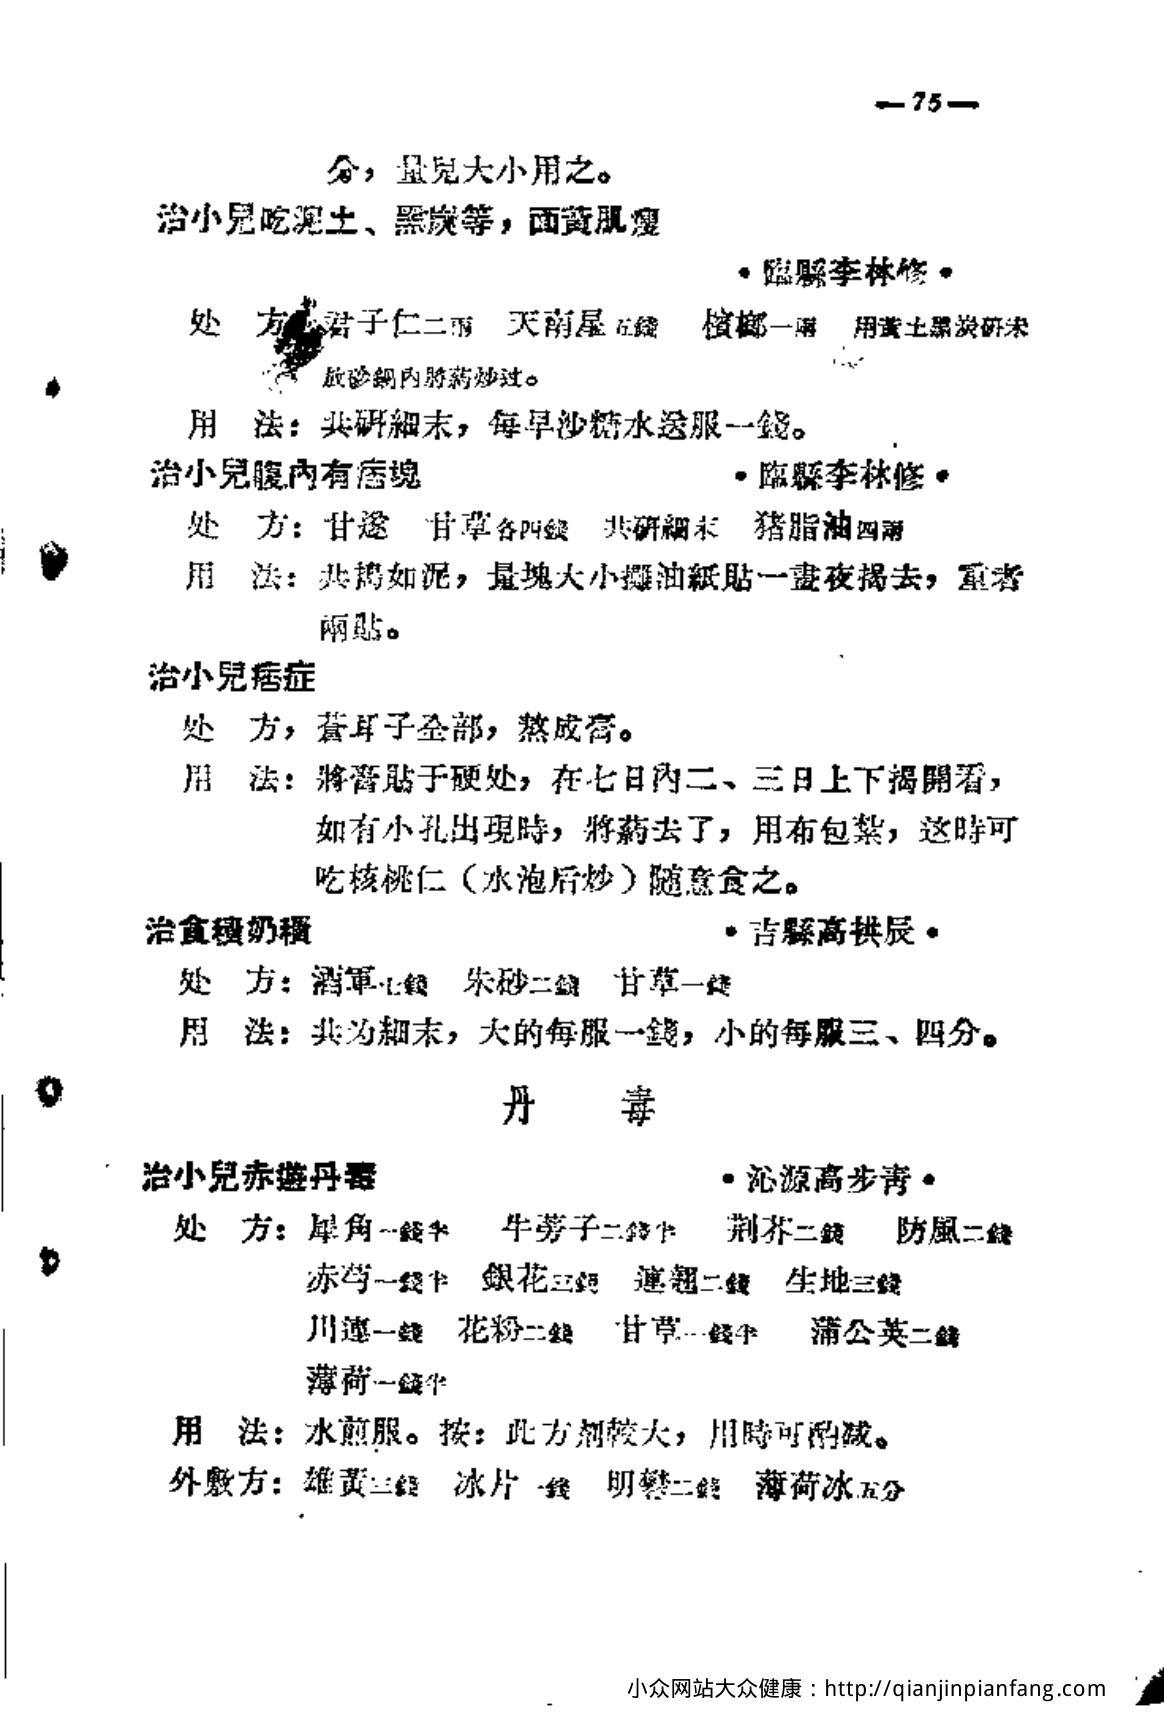 —75—
分，量兒大小用之。
治小兒吃泥土、黑炭等，面黃肌瘦
•臨縣李林修•
处　方 君子仁二兩　天南星五錢　檳榔一兩　用黃土黑炭研末
放砂鍋内將葯炒过。
用　法：共研細末，每早沙糖水送服一錢。
治小兒腹内有痞塊　•臨縣李林修•
处　方：甘遂　甘草各四錢　共研細末　猪脂油四兩
用　法：共搗如泥，量塊大小攤油紙貼一晝夜揭去，重者
兩貼。
治小兒痞症
处　方，蒼耳子全部，熬成膏。
用　法：將膏貼于硬处，在七日內二、三日上下揭開看，
如有小孔出現時，將葯去了，用布包紮，这時可
吃核桃仁（水泡后炒）隨意食之。
治食積奶積　•吉縣高拱辰•
处　方：酒軍七錢　朱砂二錢　甘草一錢
用　法：共为細末，大的每服一錢，小的每服三、四分。
丹　毒
治小兒赤遊丹毒　•沁源高步青•
处　方：犀角一錢半　牛蒡子二錢半　荆芥二錢　防風二錢
赤芍一錢半　銀花三錢　連翹二錢　生地三錢
川連一錢　花粉二錢　甘草一錢半　蒲公英二錢
薄荷一錢半
用　法：水煎服。按：此方剂較大，用時可酌减。
外敷方：雄黃三錢　冰片一錢　明礬二錢　薄荷冰五分
小众网站大众健康：http://qianjinpianfang.com